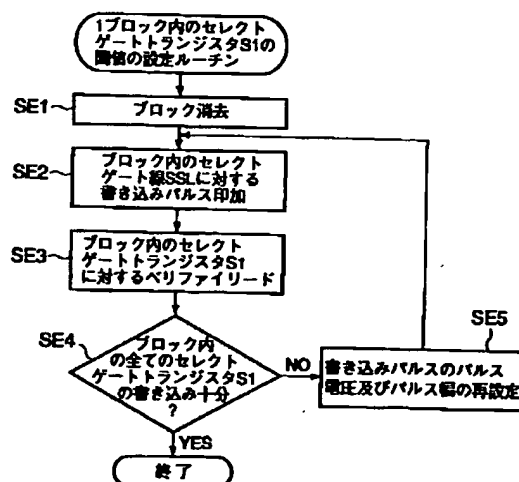 1ブロック内のセレクト
ゲートトランジスタS1の
閾値の設定ルーチン
SE1
ブロック消去
SE2
ブロック内のセレクト
ゲート線SSLに対する
書き込みパルス印加
SE3
ブロック内のセレクト
ゲートトランジスタS1
に対するベリファイリード
SE4
ブロック内
の全てのセレクト
ゲートトランジスタS1
の書き込み十分
?
NO
SE5
書き込みパルスのパルス
電圧及びパルス幅の再設定
YES
終了